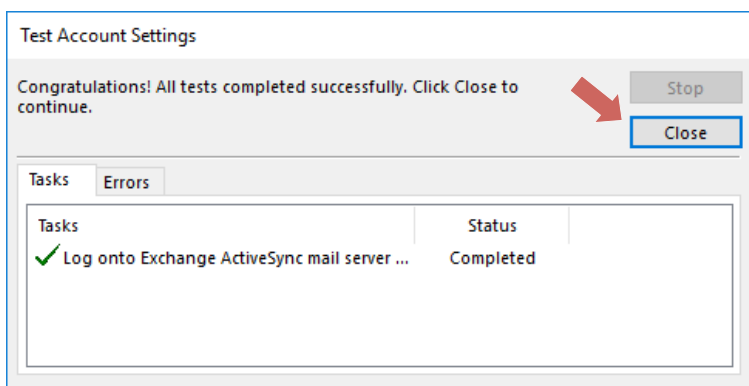 Test Account Settings
Congratulations! All tests completed successfully. Click Close to
continue.
Stop
Close
Tasks Errors
Tasks Status
Log onto Exchange ActiveSync mail server ... Completed